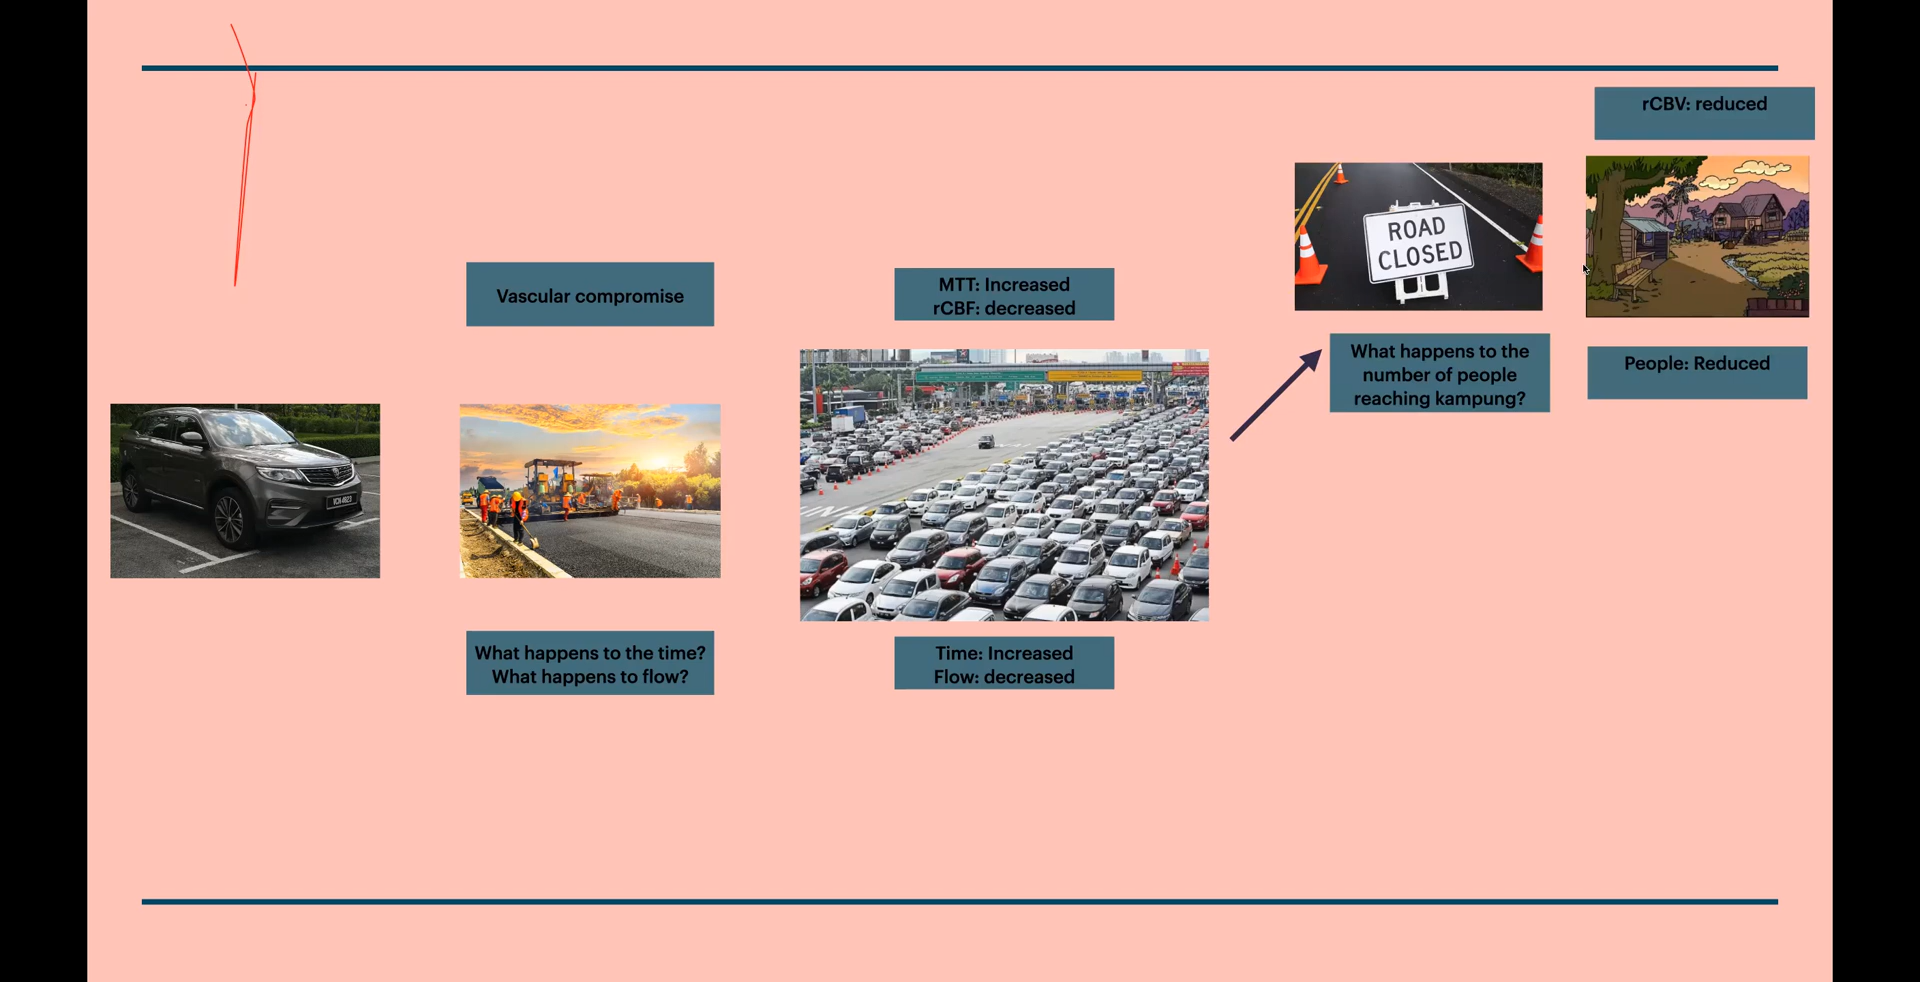 rCBV: reduced
ROAD
CLOSED
Vascular compromise
MTT: Increased
rCBF: decreased
What happens to the
number of people
reaching kampung?
People: Reduced
What happens to the time?
What happens to flow?
Time: Increased
Flow: decreased